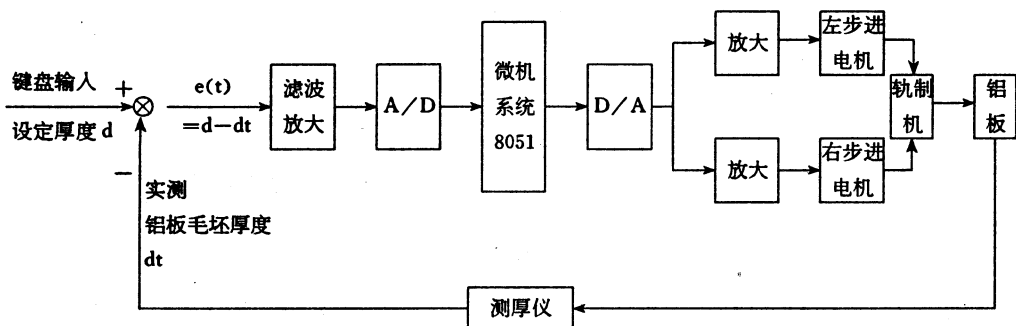 键盘输入
设定厚度 d
+
−
e(t)
=d−dt
滤波
放大
A/D
微机
系统
8051
D/A
放大
左步进
电机
放大
右步进
电机
轨制
机
铝
板
实测
铝板毛坯厚度
dt
测厚仪